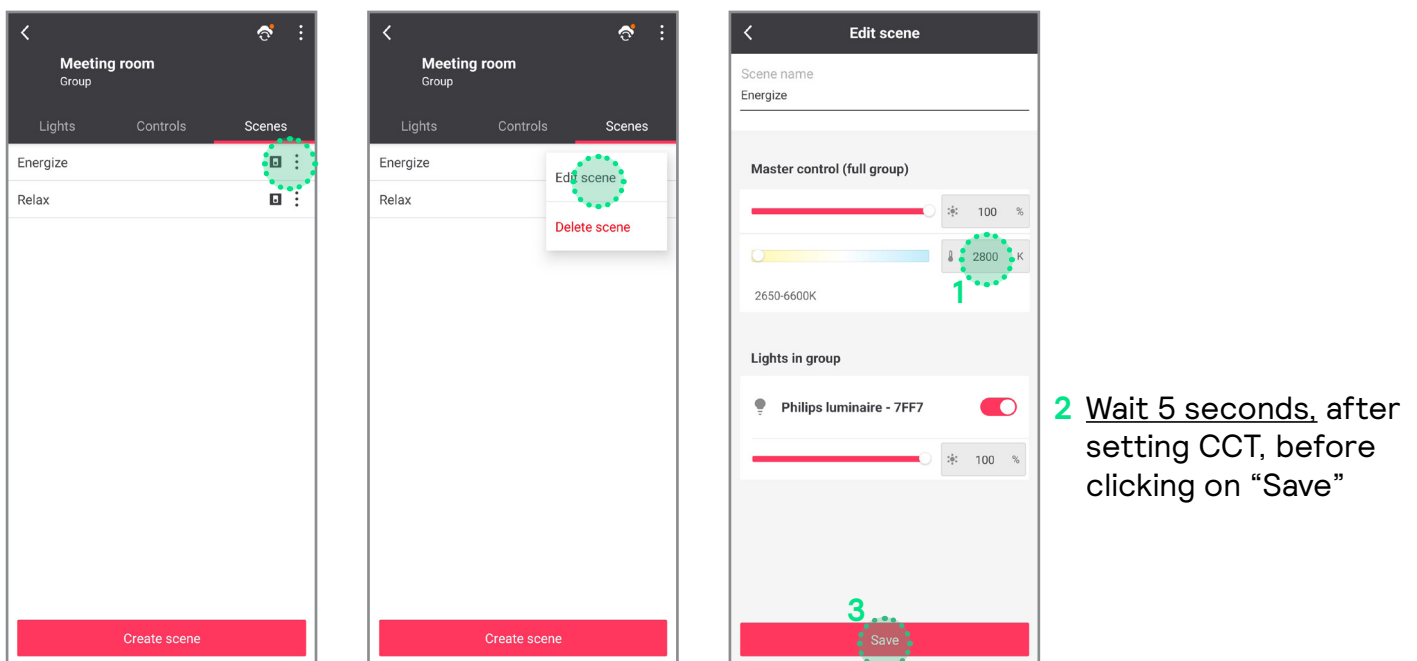 Meeting room
Group
Lights Controls Scenes
Energize
Relax
Create scene
Meeting room
Group
Lights Controls Scenes
Energize
Relax
Edit scene
Delete scene
Create scene
Edit scene
Scene name
Energize
Master control (full group)
100 %
2800 K
1
2650-6600K
Lights in group
Philips luminaire - 7FF7
100 %
3
Save
2 Wait 5 seconds, after
setting CCT, before
clicking on “Save”